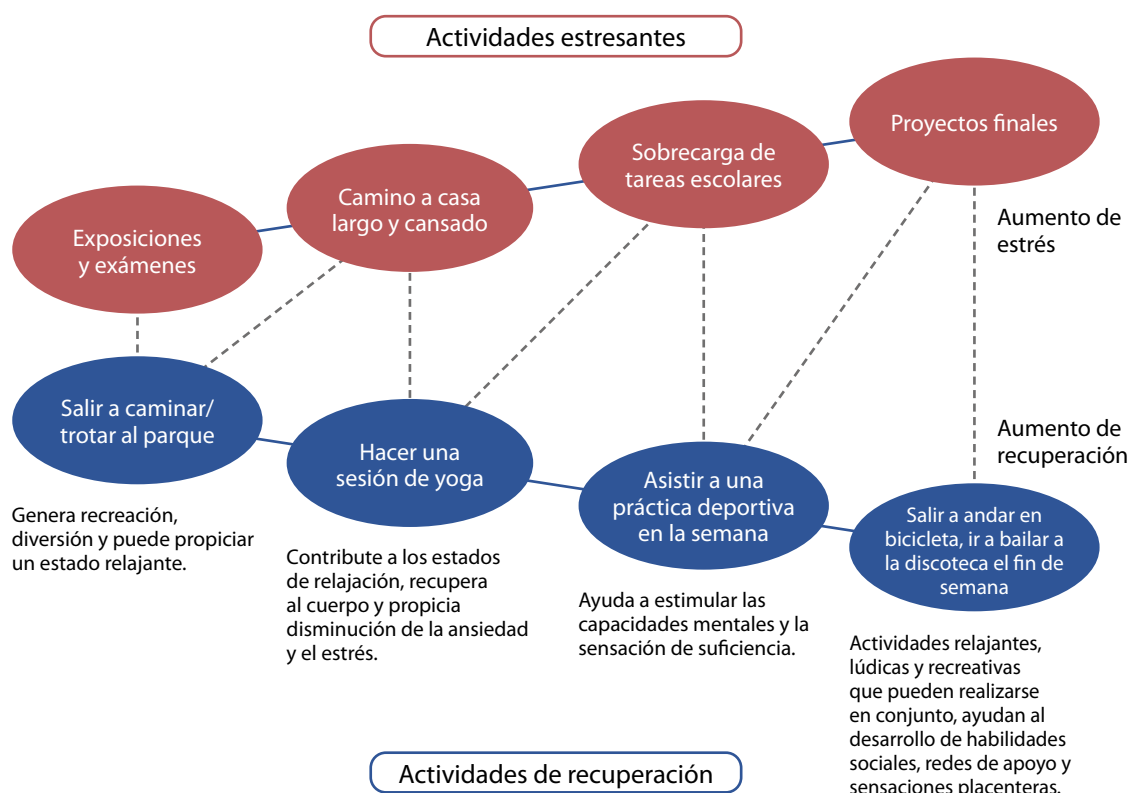 Actividades estresantes
Exposiciones
y exámenes
Camino a casa
largo y cansado
Sobrecarga de
tareas escolares
Proyectos finales
Aumento de
estrés
Salir a caminar/
trotar al parque
Hacer una
sesión de yoga
Asistir a una
práctica deportiva
en la semana
Salir a andar en
bicicleta, ir a bailar a
la discoteca el fin de
semana
Aumento de
recuperación
Genera recreación,
diversión y puede propiciar
un estado relajante.
Contribute a los estados
de relajación, recupera
al cuerpo y propicia
disminución de la ansiedad
y el estrés.
Ayuda a estimular las
capacidades mentales y la
sensación de suficiencia.
Actividades relajantes,
lúdicas y recreativas
que pueden realizarse
en conjunto, ayudan al
desarrollo de habilidades
sociales, redes de apoyo y
sensaciones placenteras.
Actividades de recuperación